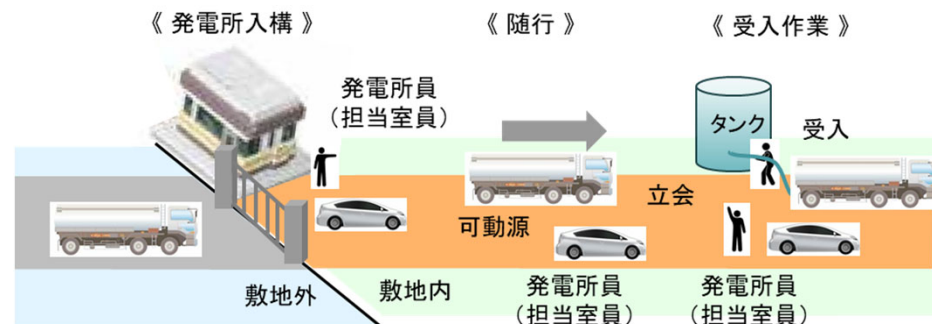 《 発電所入構 》
《 随行 》
《 受入作業 》
発電所員
(担当室員)
タンク
受入
立会
可動源
敷地外
敷地内
発電所員
(担当室員)
発電所員
(担当室員)